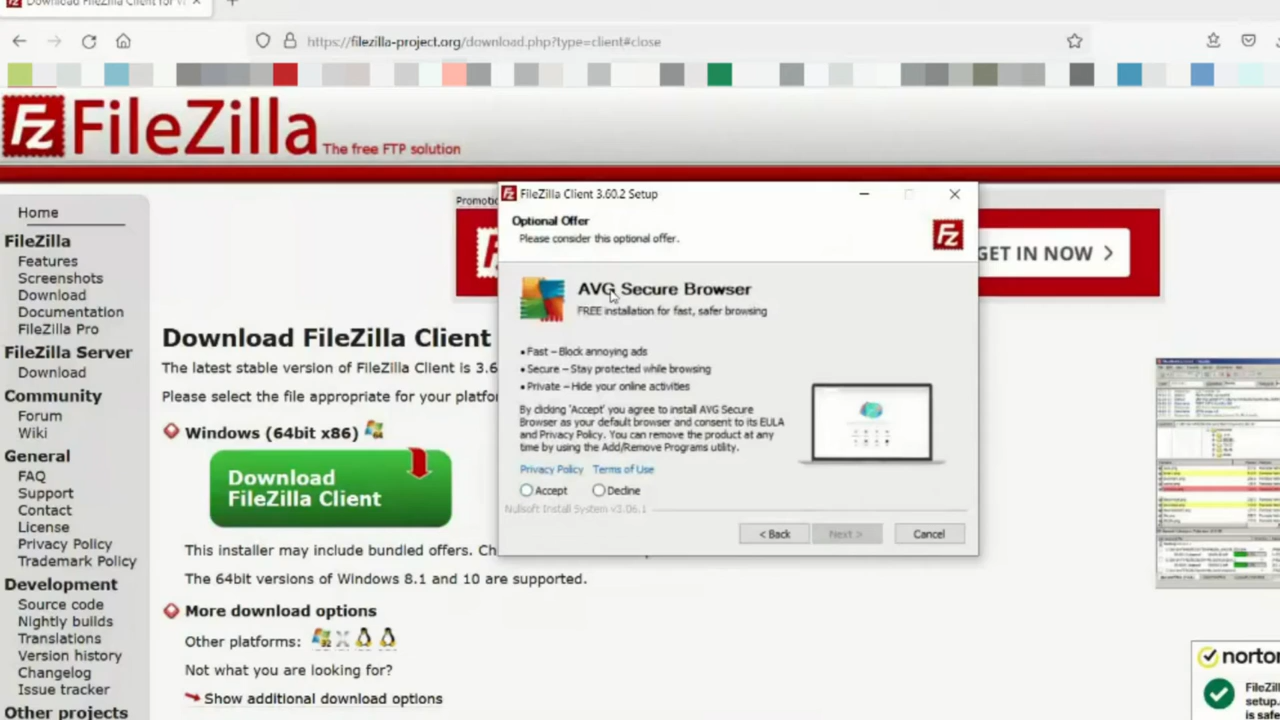 Download FileZilla Client for W
https://filezilla-project.org/download.php?type=client#close
Fz FileZilla The free FTP solution
Home
FileZilla
Features
Screenshots
Download
Documentation
FileZilla Pro
FileZilla Server
Download
Community
Forum
Wiki
General
FAQ
Support
Contact
License
Privacy Policy
Trademark Policy
Development
Source code
Nightly builds
Translations
Version history
Changelog
Issue tracker
Other projects
Promotio
GET IN NOW
Download FileZilla Client
The latest stable version of FileZilla Client is 3.6
Please select the file appropriate for your platfor
Windows (64bit x86)
Download
FileZilla Client
This installer may include bundled offers. Ch
The 64bit versions of Windows 8.1 and 10 are supported.
More download options
Other platforms:
Not what you are looking for?
Show additional download options
FileZilla Client 3.60.2 Setup
Optional Offer
Please consider this optional offer.
AVG Secure Browser
FREE installation for fast, safer browsing
• Fast – Block annoying ads
• Secure – Stay protected while browsing
• Private – Hide your online activities
By clicking 'Accept' you agree to install AVG Secure
Browser as your default browser and consent to its EULA
and Privacy Policy. You can remove the product at any
time by using the Add/Remove Programs utility.
Privacy Policy Terms of Use
Accept Decline
Nullsoft Install System v3.06.1
< Back Next > Cancel
norton
FileZill
setup.
is safe